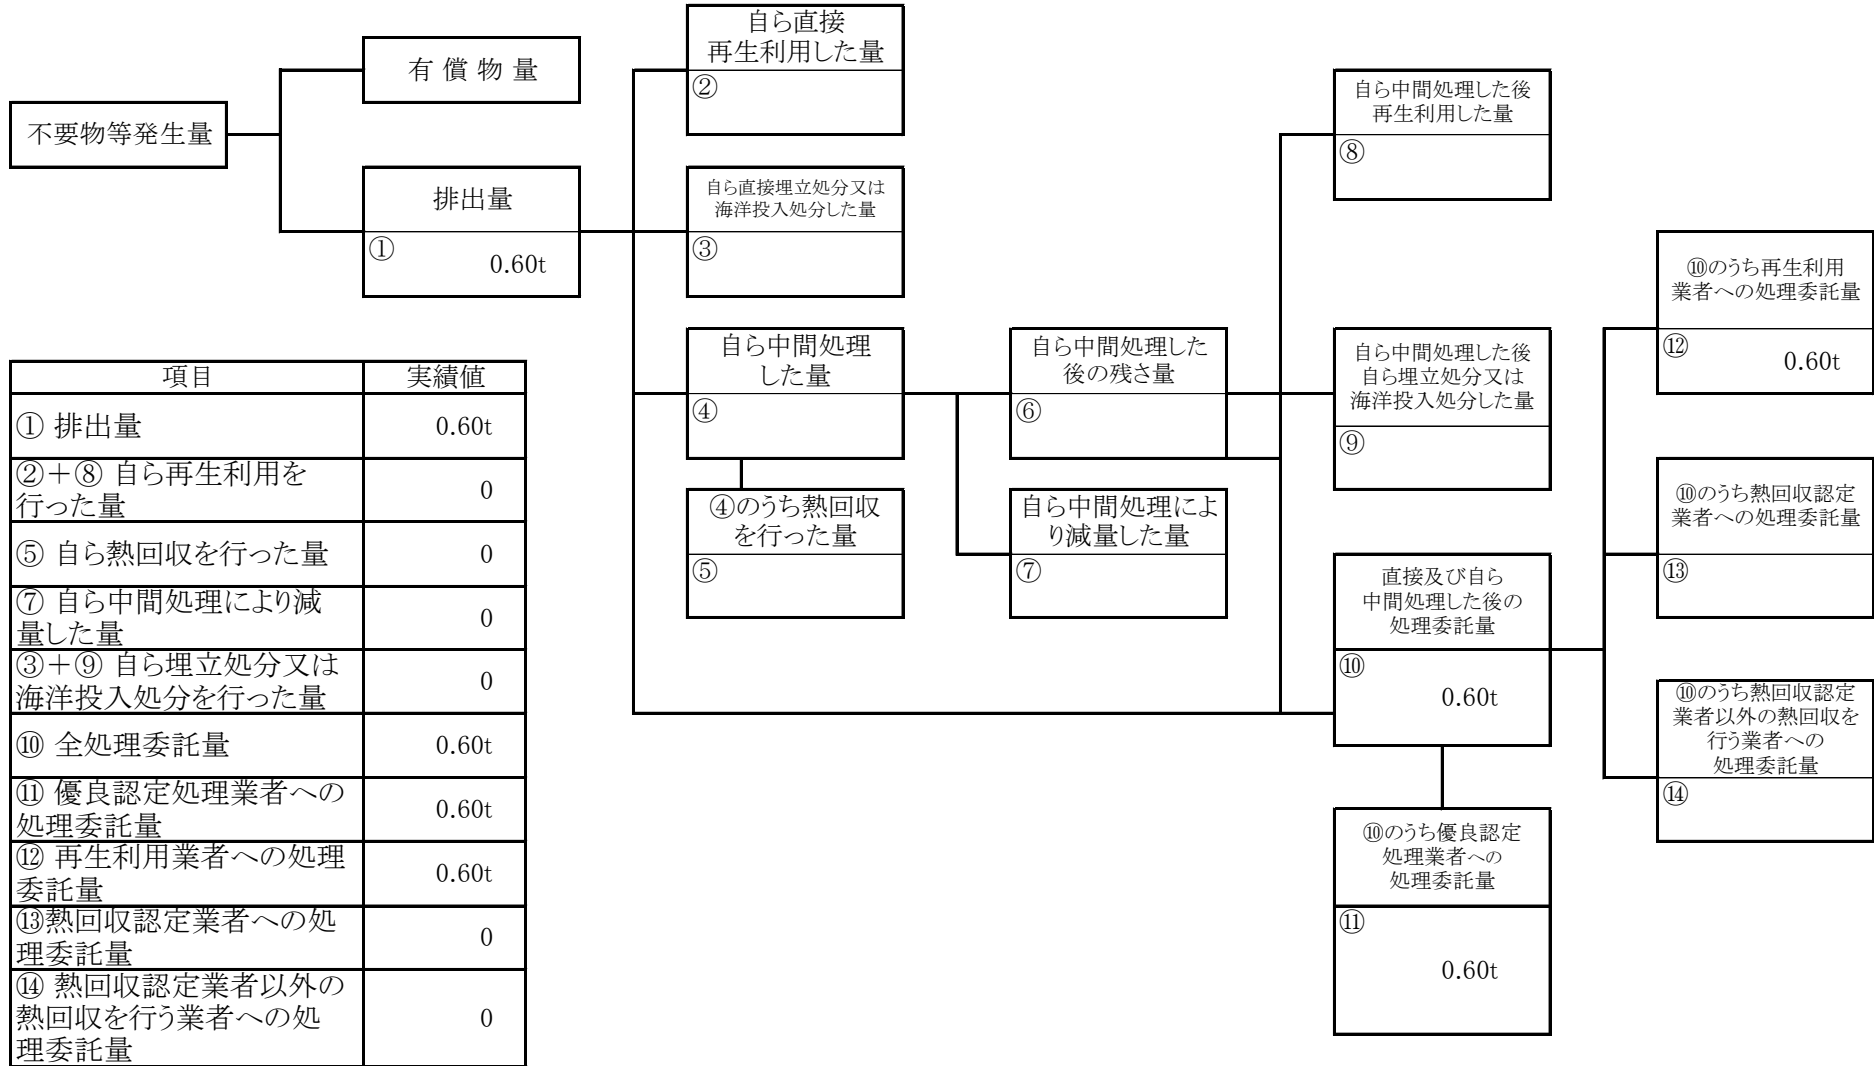 不要物等発生量
有償物量
排出量
①
0.60t
自ら直接
再生利用した量
②
自ら直接埋立処分又は
海洋投入処分した量
③
自ら中間処理
した量
④
④のうち熱回収
を行った量
⑤
自ら中間処理した
後の残さ量
⑥
自ら中間処理によ
り減量した量
⑦
自ら中間処理した後
再生利用した量
⑧
自ら中間処理した後
自ら埋立処分又は
海洋投入処分した量
⑨
直接及び自ら
中間処理した後の
処理委託量
⑩
0.60t
⑩のうち優良認定
処理業者への
処理委託量
⑪
0.60t
⑩のうち再生利用
業者への処理委託量
⑫
0.60t
⑩のうち熱回収認定
業者への処理委託量
⑬
⑩のうち熱回収認定
業者以外の熱回収を
行う業者への
処理委託量
⑭
項目 実績値
① 排出量 0.60t
②＋⑧ 自ら再生利用を
行った量 0
⑤ 自ら熱回収を行った量 0
⑦ 自ら中間処理により減
量した量 0
③＋⑨ 自ら埋立処分又は
海洋投入処分を行った量 0
⑩ 全処理委託量 0.60t
⑪ 優良認定処理業者への
処理委託量 0.60t
⑫ 再生利用業者への処理
委託量 0.60t
⑬熱回収認定業者への処
理委託量 0
⑭ 熱回収認定業者以外の
熱回収を行う業者への処
理委託量 0